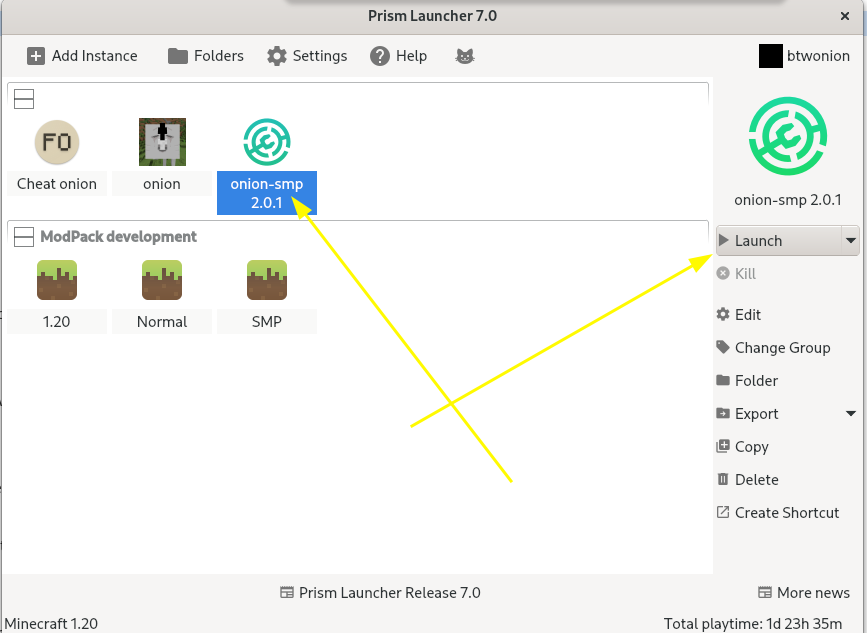 Prism Launcher 7.0
Add Instance Folders Settings Help btwonion
FO
Cheat onion onion onion-smp
2.0.1
ModPack development
1.20 Normal SMP
onion-smp 2.0.1
Launch
Kill
Edit
Change Group
Folder
Export
Copy
Delete
Create Shortcut
Prism Launcher Release 7.0 More news
Minecraft 1.20 Total playtime: 1d 23h 35m